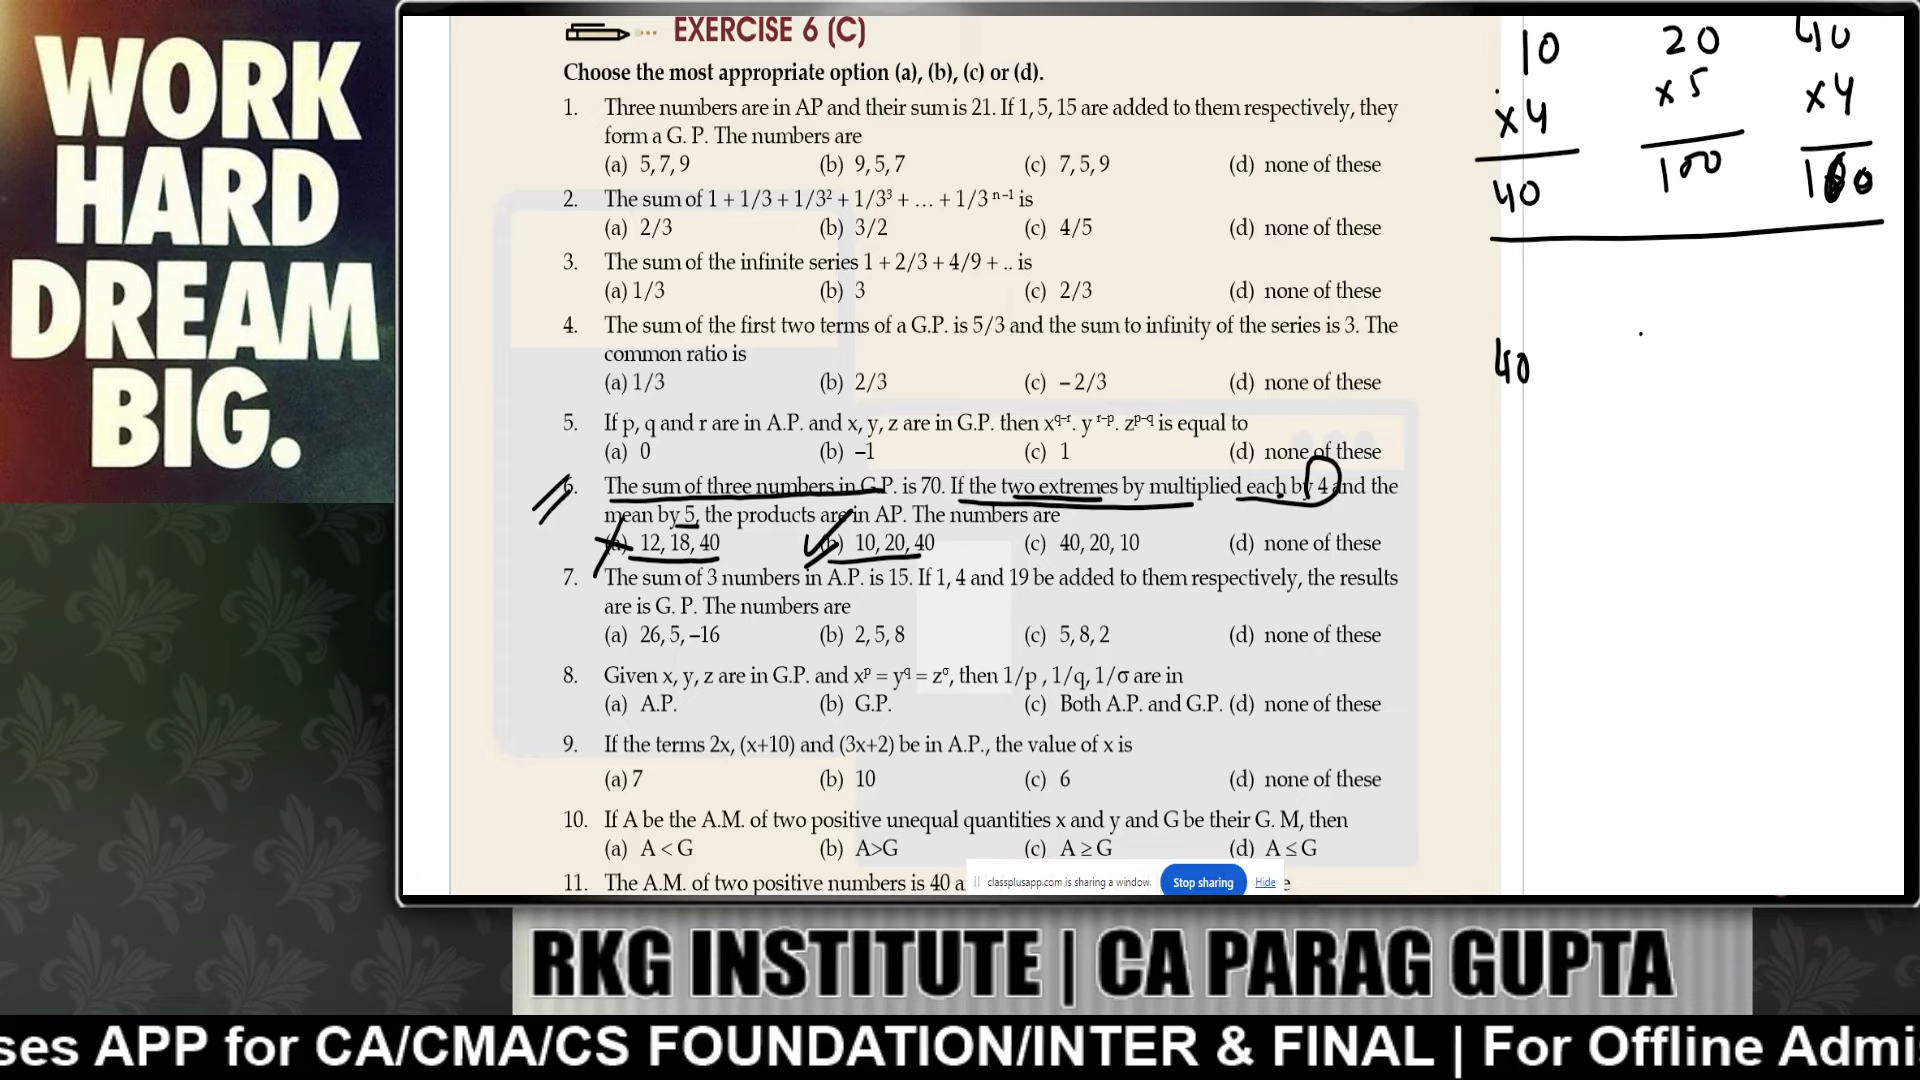 WORK
HARD
DREAM
BIG.
EXERCISE 6 (C)
Choose the most appropriate option (a), (b), (c) or (d).
1. Three numbers are in AP and their sum is 21. If 1, 5, 15 are added to them respectively, they
form a G. P. The numbers are
(a) 5, 7, 9 (b) 9, 5, 7 (c) 7, 5, 9 (d) none of these
2. The sum of 1 + 1/3 + 1/3² + 1/3³ + … + 1/3 ⁿ⁻¹ is
(a) 2/3 (b) 3/2 (c) 4/5 (d) none of these
3. The sum of the infinite series 1 + 2/3 + 4/9 + .. is
(a) 1/3 (b) 3 (c) 2/3 (d) none of these
4. The sum of the first two terms of a G.P. is 5/3 and the sum to infinity of the series is 3. The
common ratio is
(a) 1/3 (b) 2/3 (c) – 2/3 (d) none of these
5. If p, q and r are in A.P. and x, y, z are in G.P. then x^q–r. y^r–p. z^p–q is equal to
(a) 0 (b) –1 (c) 1 (d) none of these
6. The sum of three numbers in G.P. is 70. If the two extremes by multiplied each by 4 and the
mean by 5, the products are in AP. The numbers are
(a) 12, 18, 40 (b) 10, 20, 40 (c) 40, 20, 10 (d) none of these
7. The sum of 3 numbers in A.P. is 15. If 1, 4 and 19 be added to them respectively, the results
are is G. P. The numbers are
(a) 26, 5, –16 (b) 2, 5, 8 (c) 5, 8, 2 (d) none of these
8. Given x, y, z are in G.P. and x^p = y^q = z^σ, then 1/p , 1/q, 1/σ are in
(a) A.P. (b) G.P. (c) Both A.P. and G.P. (d) none of these
9. If the terms 2x, (x+10) and (3x+2) be in A.P., the value of x is
(a) 7 (b) 10 (c) 6 (d) none of these
10. If A be the A.M. of two positive unequal quantities x and y and G be their G. M, then
(a) A < G (b) A>G (c) A ≥ G (d) A ≤ G
11. The A.M. of two positive numbers is 40 a
classplusapp.com is sharing a window. Stop sharing Hide
10 20 40
x4 x5 x4
40 100
40
RKG INSTITUTE | CA PARAG GUPTA
ses APP for CA/CMA/CS FOUNDATION/INTER & FINAL | For Offline Admi